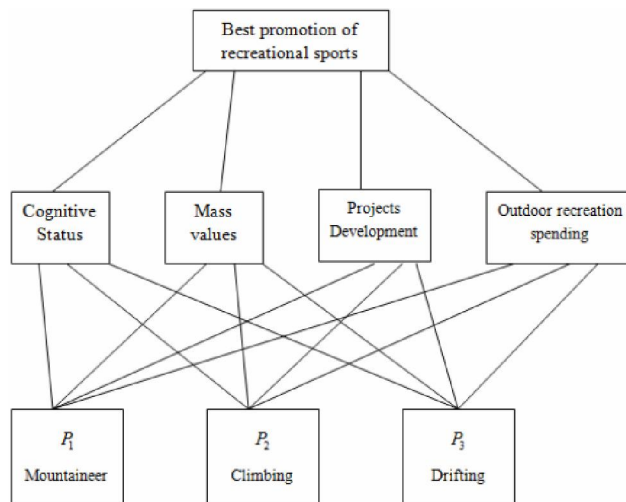 Best promotion of
recreational sports
Cognitive
Status
Mass
values
Projects
Development
Outdoor recreation
spending
P₁
Mountaineer
P₂
Climbing
P₃
Drifting